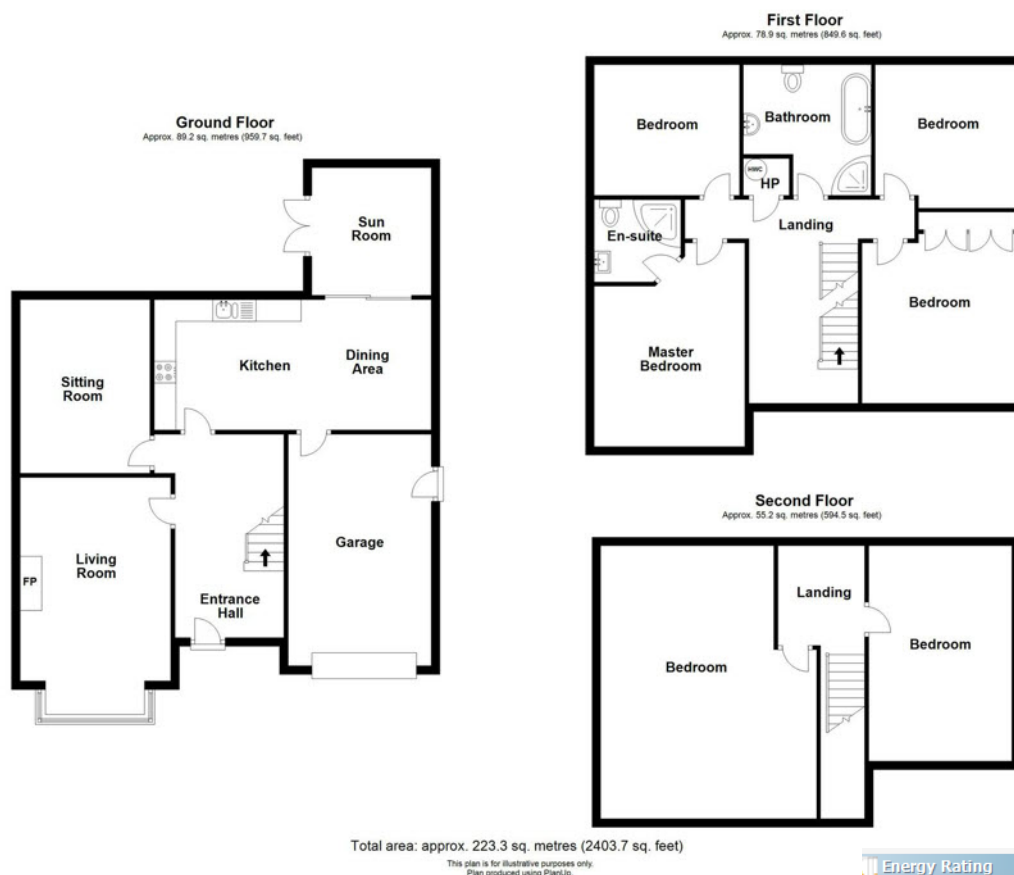 Ground Floor
Approx. 89.2 sq. metres (959.7 sq. feet)
Sun
Room
Sitting
Room
Kitchen
Dining
Area
Living
Room
FP
Entrance
Hall
Garage
First Floor
Approx. 78.9 sq. metres (849.6 sq. feet)
Bedroom
Bathroom
Bedroom
HWC
HP
En-suite
Landing
Bedroom
Master
Bedroom
Second Floor
Approx. 55.2 sq. metres (594.5 sq. feet)
Landing
Bedroom
Bedroom
Total area: approx. 223.3 sq. metres (2403.7 sq. feet)
This plan is for illustrative purposes only.
Plan produced using PlanUp.
Energy Rating